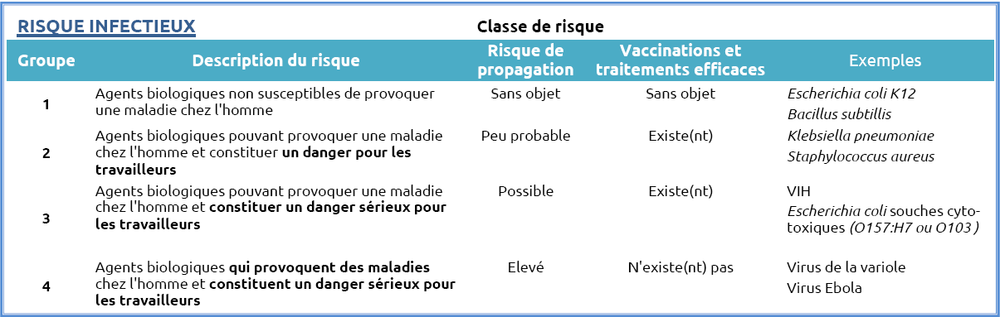 RISQUE INFECTIEUX
Classe de risque
Groupe
Description du risque
Risque de
propagation
Vaccinations et
traitements efficaces
Exemples
1
Agents biologiques non susceptibles de provoquer
une maladie chez l'homme
Sans objet
Sans objet
Escherichia coli K12
Bacillus subtillis
2
Agents biologiques pouvant provoquer une maladie
chez l'homme et constituer un danger pour les
travailleurs
Peu probable
Existe(nt)
Klebsiella pneumoniae
Staphylococcus aureus
3
Agents biologiques pouvant provoquer une maladie
chez l'homme et constituer un danger sérieux pour
les travailleurs
Possible
Existe(nt)
VIH
Escherichia coli souches cyto-
toxiques (O157:H7 ou O103 )
4
Agents biologiques qui provoquent des maladies
chez l'homme et constituent un danger sérieux pour
les travailleurs
Elevé
N'existe(nt) pas
Virus de la variole
Virus Ebola